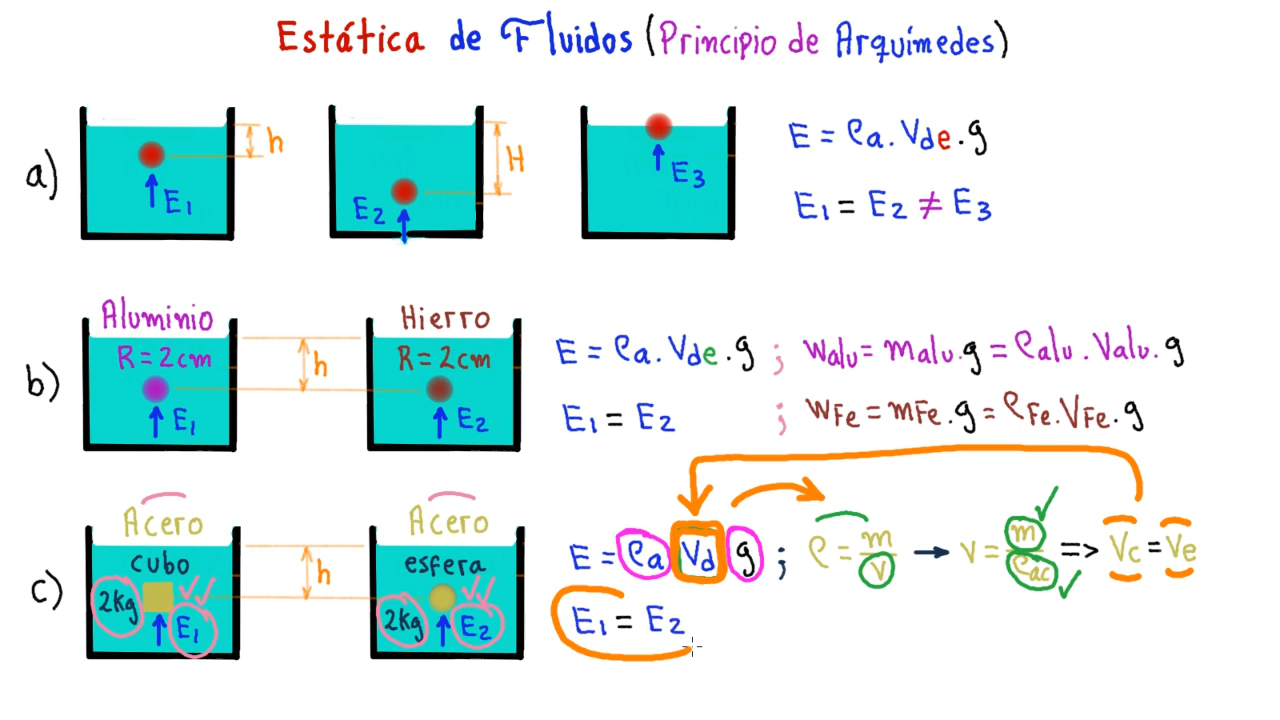 Estática de Fluidos (Principio de Arquímedes)
a)
h
E1
H
E2
E3
E = ρa. Vde.g
E1 = E2 ≠ E3
b)
Aluminio
R = 2cm
E1
h
Hierro
R = 2cm
E2
E = ρa. Vde.g ; Walu = malu.g = ρalu. Valu.g
E1 = E2 ; WFe = mFe.g = ρFe. VFe.g
c)
Acero
cubo
2kg
E1
h
Acero
esfera
2kg
E2
E = ρa Vd g ; ρ = m/V → V = m/ρac => Vc = Ve
E1 = E2